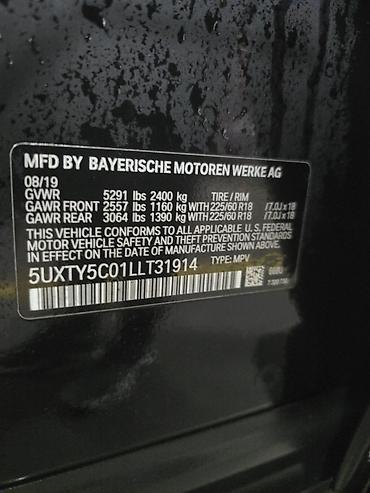 MFD BY BAYERISCHE MOTOREN WERKE AG
08/19
GVWR 5291 lbs 2400 kg TIRE / RIM
GAWR FRONT 2557 lbs 1160 kg WITH 225/60 R18 /7.0J x 18
GAWR REAR 3064 lbs 1390 kg WITH 225/60 R18 /7.0J x 18
THIS VEHICLE CONFORMS TO ALL APPLICABLE U.S. FEDERAL
MOTOR VEHICLE SAFETY AND THEFT PREVENTION STANDARDS
IN EFFECT ON THE DATE OF MANUFACTURE SHOWN ABOVE.
5UXTY5C01LLT31914 TYPE: MPV